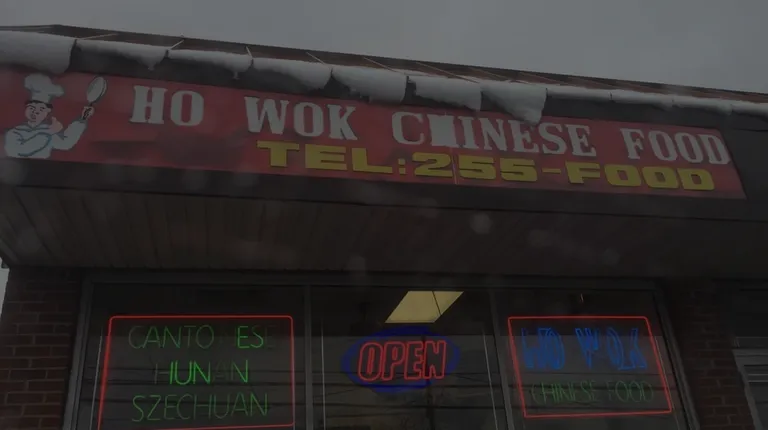 HO WOK CHINESE FOOD
TEL:255-FOOD
CANTONESE
HUNAN
SZECHUAN
OPEN
HO WOK
CHINESE FOOD